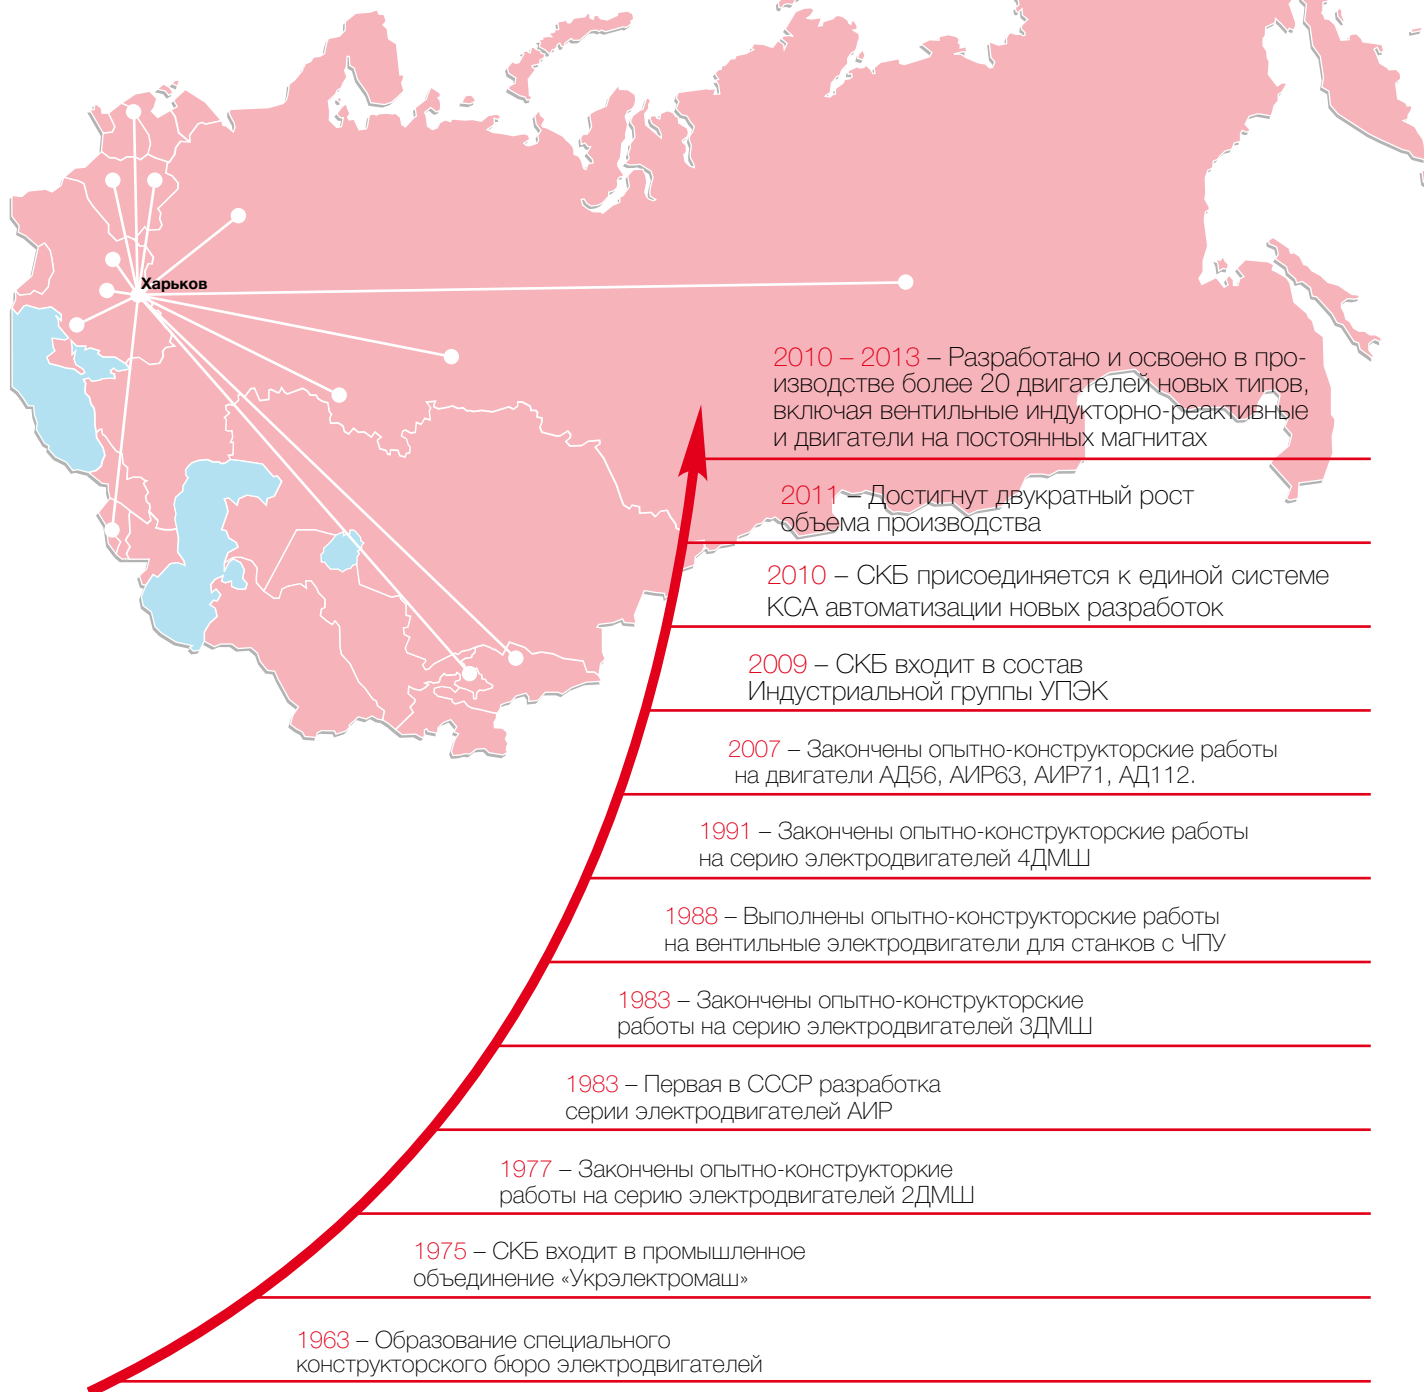 Харьков
2010 – 2013 – Разработано и освоено в про-
изводстве более 20 двигателей новых типов,
включая вентильные индукторно-реактивные
и двигатели на постоянных магнитах
2011 – Достигнут двукратный рост
объема производства
2010 – СКБ присоединяется к единой системе
КСА автоматизации новых разработок
2009 – СКБ входит в состав
Индустриальной группы УПЭК
2007 – Закончены опытно-конструкторские работы
на двигатели АД56, АИР63, АИР71, АД112.
1991 – Закончены опытно-конструкторские работы
на серию электродвигателей 4ДМШ
1988 – Выполнены опытно-конструкторские работы
на вентильные электродвигатели для станков с ЧПУ
1983 – Закончены опытно-конструкторские
работы на серию электродвигателей 3ДМШ
1983 – Первая в СССР разработка
серии электродвигателей АИР
1977 – Закончены опытно-конструкторкие
работы на серию электродвигателей 2ДМШ
1975 – СКБ входит в промышленное
объединение «Укрэлектромаш»
1963 – Образование специального
конструкторского бюро электродвигателей